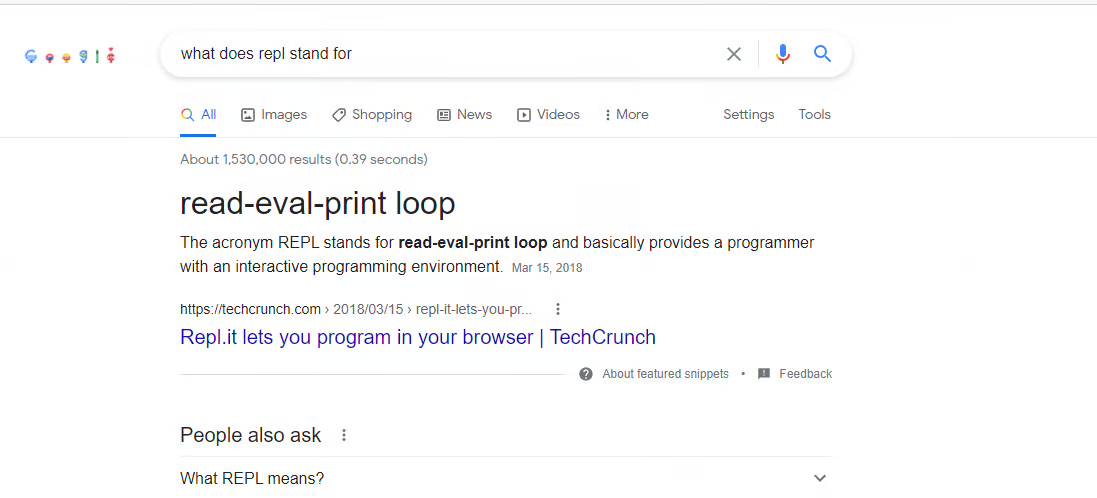 Google
what does repl stand for
All Images Shopping News Videos More Settings Tools
About 1,530,000 results (0.39 seconds)
read-eval-print loop
The acronym REPL stands for read-eval-print loop and basically provides a programmer
with an interactive programming environment. Mar 15, 2018
https://techcrunch.com › 2018/03/15 › repl-it-lets-you-pr...
Repl.it lets you program in your browser | TechCrunch
About featured snippets • Feedback
People also ask
What REPL means?